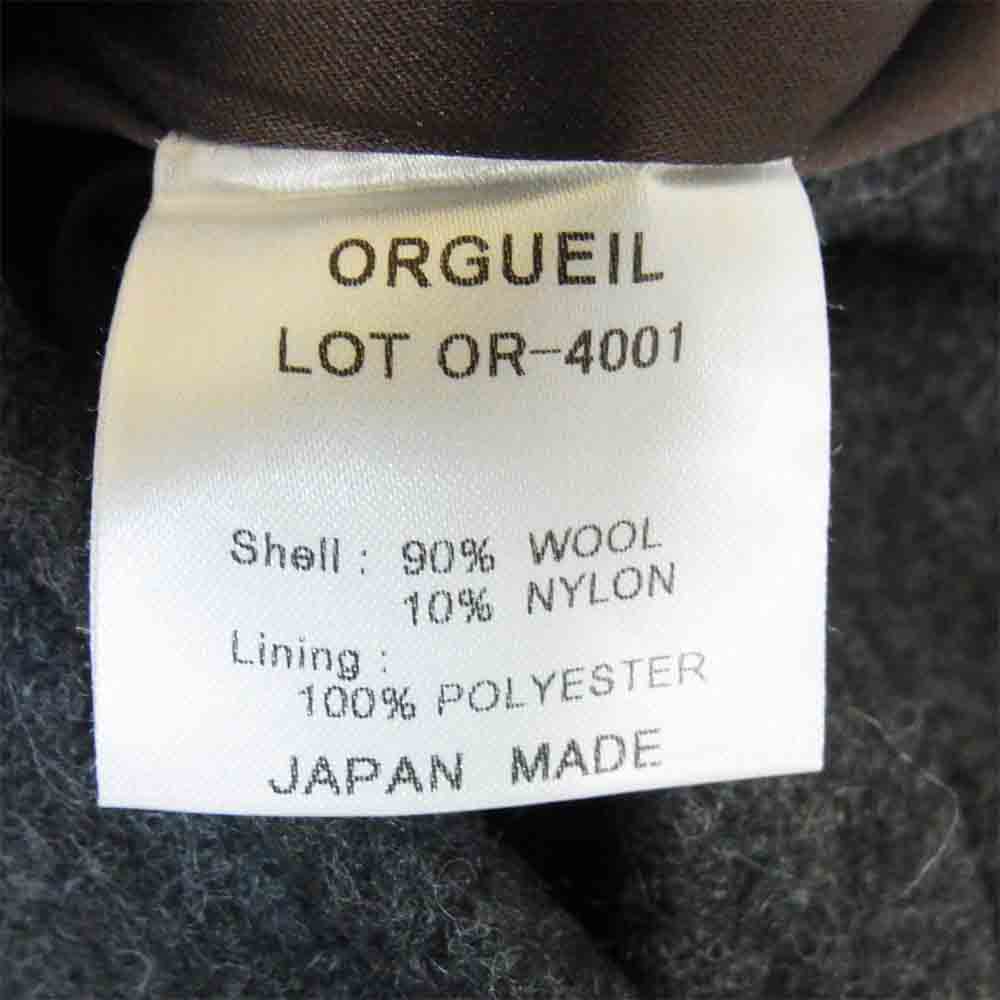 ORGUEIL
LOT OR-4001
Shell : 90% WOOL
10% NYLON
Lining :
100% POLYESTER
JAPAN MADE